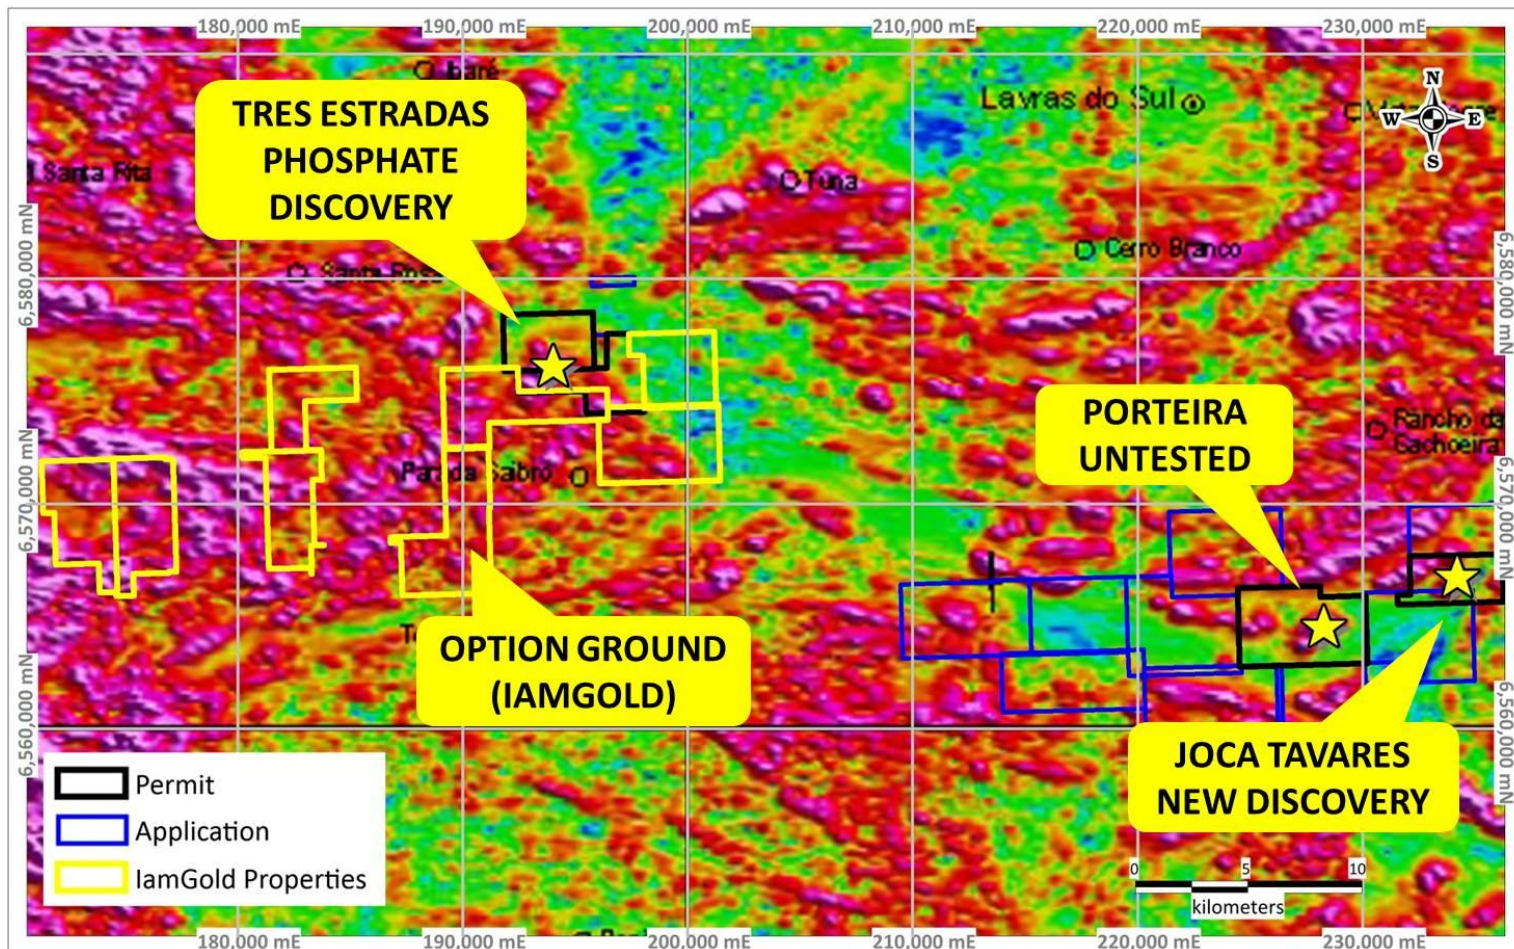 180,000 mE
190,000 mE
200,000 mE
210,000 mE
220,000 mE
230,000 mE
Ibaré
Lavras do Sul
N
W
E
S
TRES ESTRADAS
PHOSPHATE
DISCOVERY
Santa Rita
Tuna
Cerro Branco
Santa Rosa
6,580,000 mN
6,580,000 mN
PORTEIRA
UNTESTED
Rancho da
Cachoeira
Parada Saibro
6,570,000 mN
6,570,000 mN
OPTION GROUND
(IAMGOLD)
JOCA TAVARES
NEW DISCOVERY
6,560,000 mN
6,560,000 mN
Permit
Application
IamGold Properties
0
5
10
kilometers
180,000 mE
190,000 mE
200,000 mE
210,000 mE
220,000 mE
230,000 mE